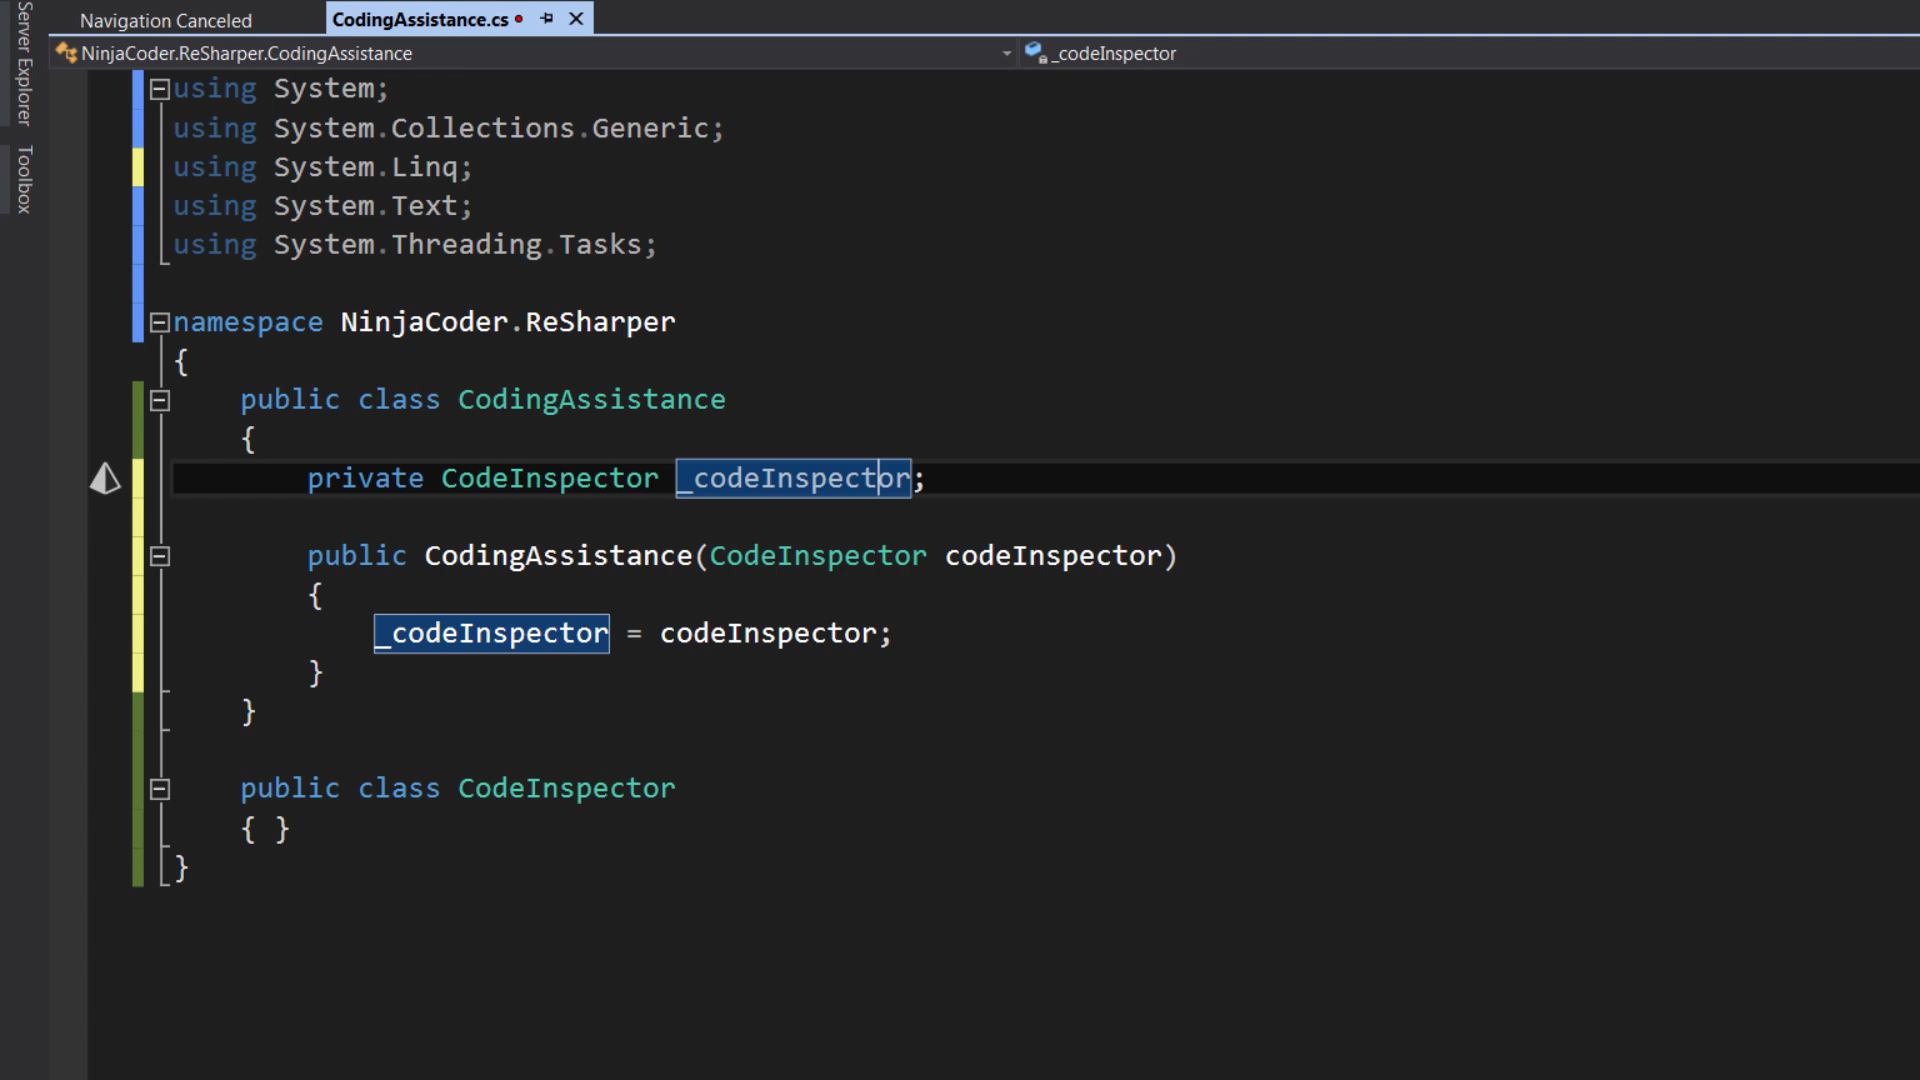 Server Explorer
Toolbox
Navigation Canceled
CodingAssistance.cs
NinjaCoder.ReSharper.CodingAssistance
_codeInspector
using System;
using System.Collections.Generic;
using System.Linq;
using System.Text;
using System.Threading.Tasks;
namespace NinjaCoder.ReSharper
{
public class CodingAssistance
{
private CodeInspector _codeInspector;
public CodingAssistance(CodeInspector codeInspector)
{
_codeInspector = codeInspector;
}
}
public class CodeInspector
{ }
}